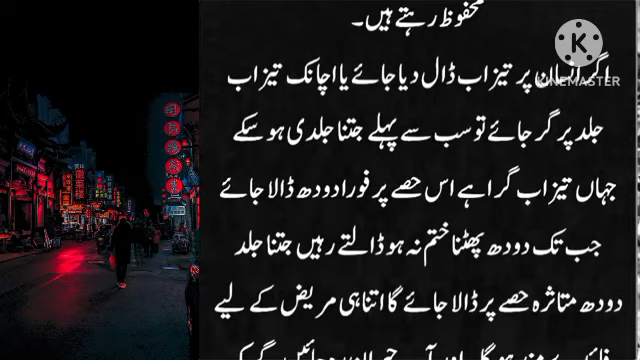 محفوظ رہتے ہیں۔
اگر انسان پر تیزاب ڈال دیا جائے یا اچانک تیزاب
جلد پر گر جائے تو سب سے پہلے جتنا جلدی ہو سکے
جہاں تیزاب گرا ہے اس حصے پر فورا دودھ ڈالا جائے
جب تک دودھ پھٹنا ختم نہ ہو ڈالتے رہیں جتنا جلد
دودھ متاثرہ حصے پر ڈالا جائے گا اتنا ہی مریض کے لیے
K
KINEMASTER